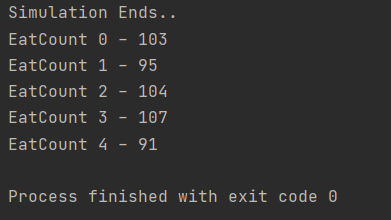 Simulation Ends..
EatCount 0 – 103
EatCount 1 – 95
EatCount 2 – 104
EatCount 3 – 107
EatCount 4 – 91
Process finished with exit code 0